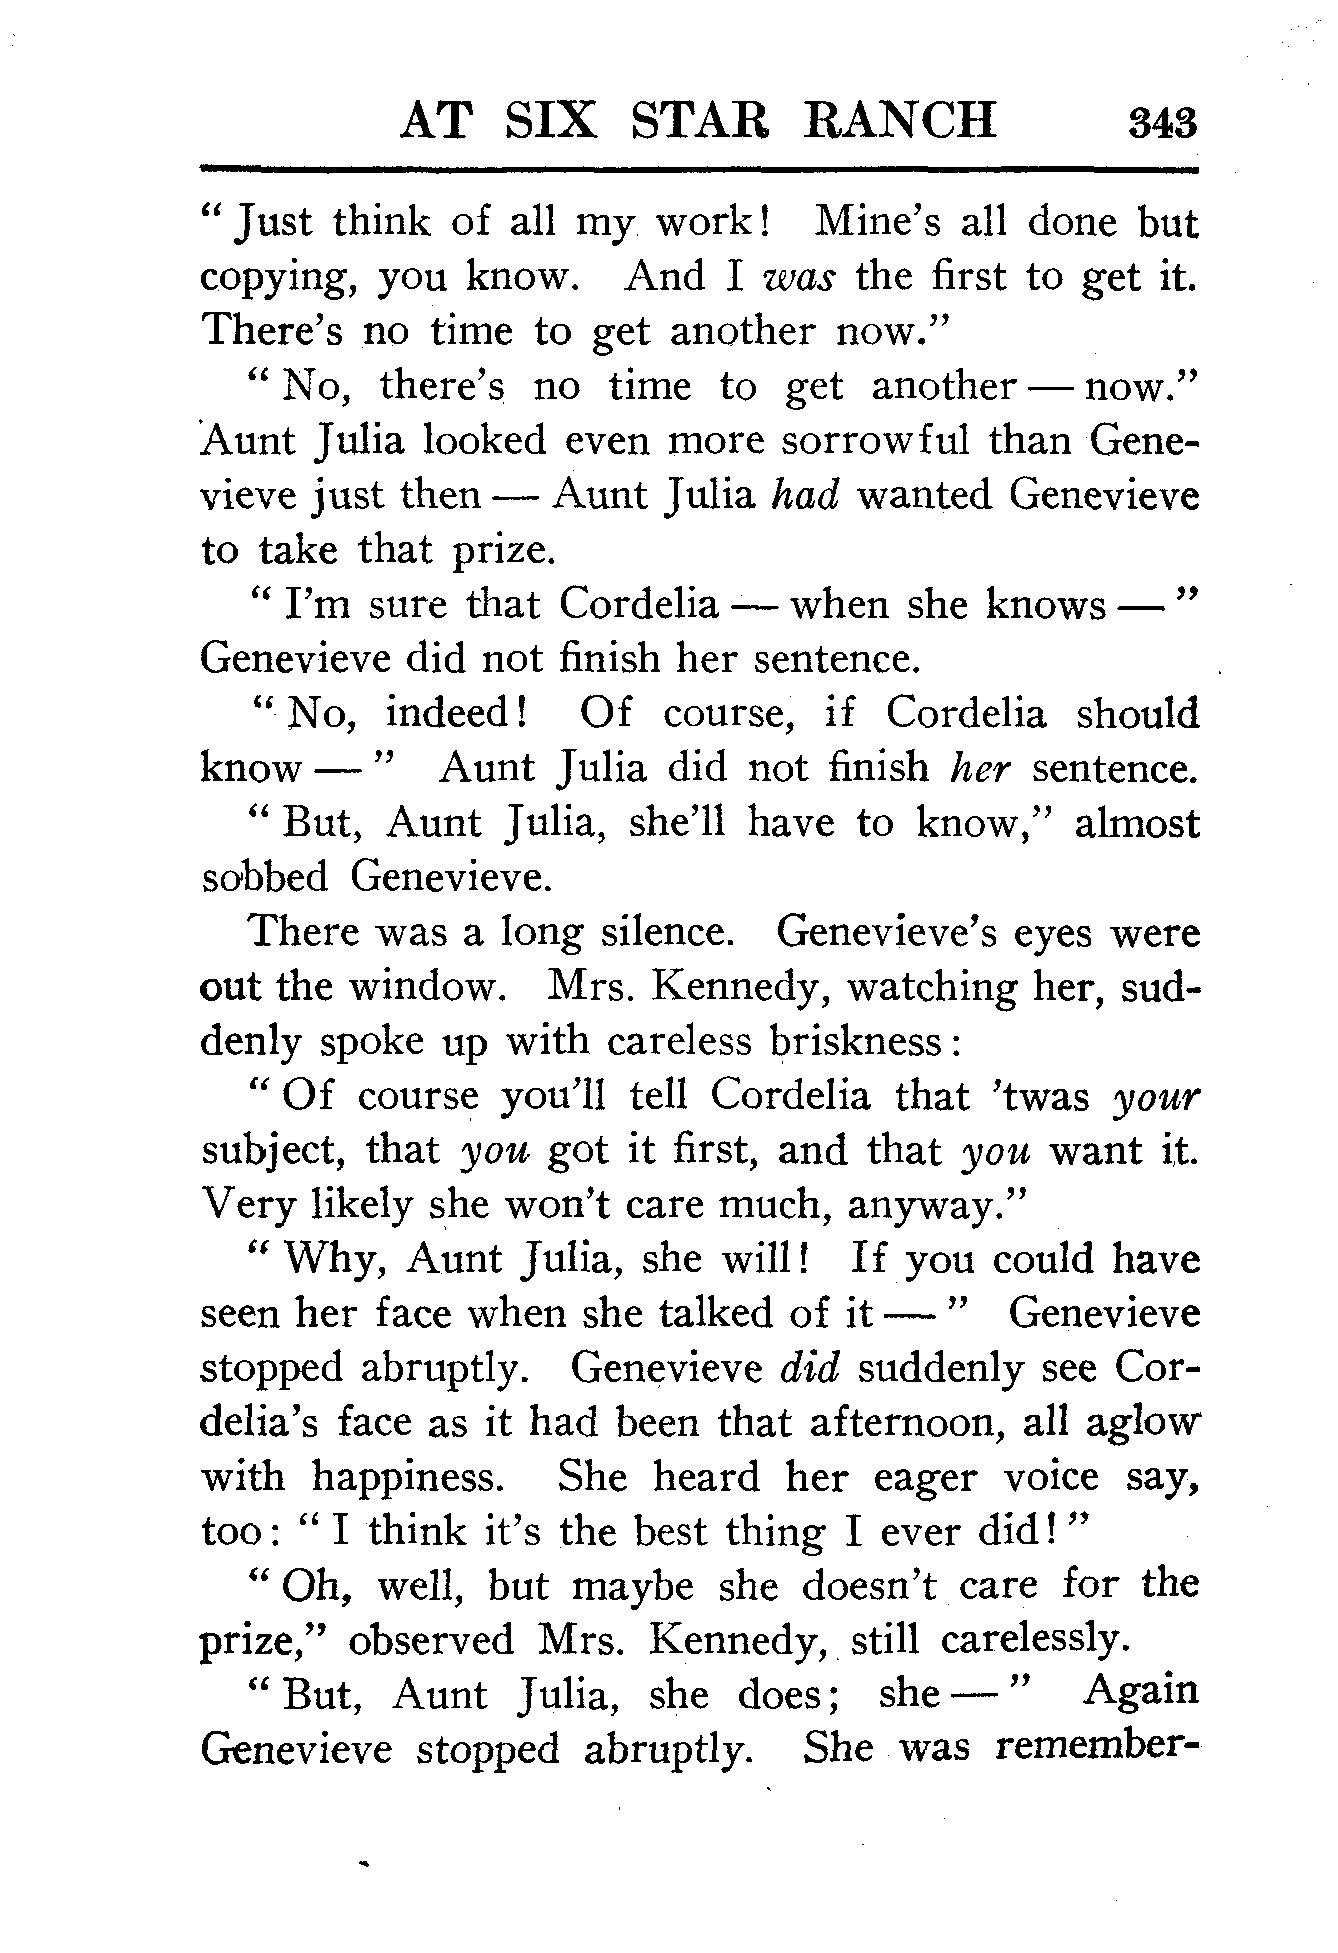 AT SIX STAR RANCH 343
“ Just think of all my work! Mine’s all done but
copying, you know. And I was the first to get it.
There’s no time to get another now.”
“ No, there’s no time to get another — now.”
Aunt Julia looked even more sorrowful than Gene-
vieve just then — Aunt Julia had wanted Genevieve
to take that prize.
“ I’m sure that Cordelia — when she knows — ”
Genevieve did not finish her sentence.
“ No, indeed! Of course, if Cordelia should
know — ” Aunt Julia did not finish her sentence.
“ But, Aunt Julia, she’ll have to know,” almost
sobbed Genevieve.
There was a long silence. Genevieve’s eyes were
out the window. Mrs. Kennedy, watching her, sud-
denly spoke up with careless briskness :
“ Of course you’ll tell Cordelia that ’twas your
subject, that you got it first, and that you want it.
Very likely she won’t care much, anyway.”
“ Why, Aunt Julia, she will! If you could have
seen her face when she talked of it — ” Genevieve
stopped abruptly. Genevieve did suddenly see Cor-
delia’s face as it had been that afternoon, all aglow
with happiness. She heard her eager voice say,
too : “ I think it’s the best thing I ever did! ”
“ Oh, well, but maybe she doesn’t care for the
prize,” observed Mrs. Kennedy, still carelessly.
“ But, Aunt Julia, she does; she — ” Again
Genevieve stopped abruptly. She was remember-